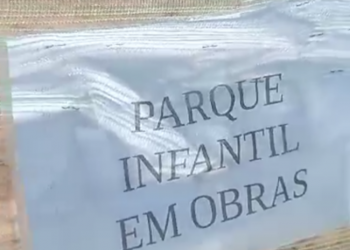 PARQUE
INFANTIL
EM OBRAS